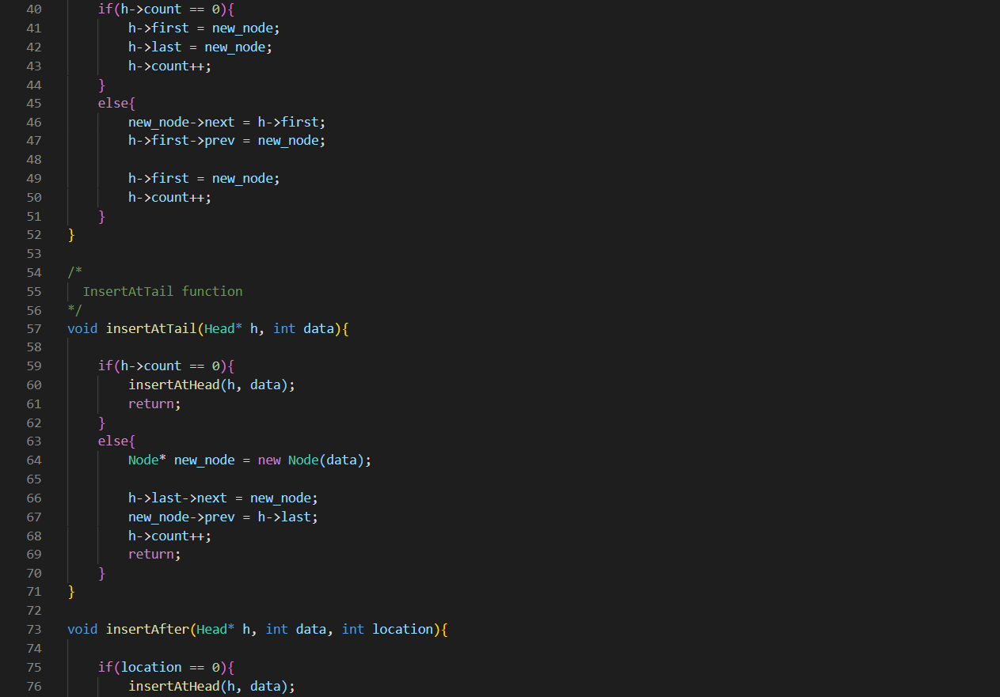 40 if(h->count == 0){
41 h->first = new_node;
42 h->last = new_node;
43 h->count++;
44 }
45 else{
46 new_node->next = h->first;
47 h->first->prev = new_node;
48
49 h->first = new_node;
50 h->count++;
51 }
52 }
53
54 /*
55 InsertAtTail function
56 */
57 void insertAtTail(Head* h, int data){
58
59 if(h->count == 0){
60 insertAtHead(h, data);
61 return;
62 }
63 else{
64 Node* new_node = new Node(data);
65
66 h->last->next = new_node;
67 new_node->prev = h->last;
68 h->count++;
69 return;
70 }
71 }
72
73 void insertAfter(Head* h, int data, int location){
74
75 if(location == 0){
76 insertAtHead(h, data);